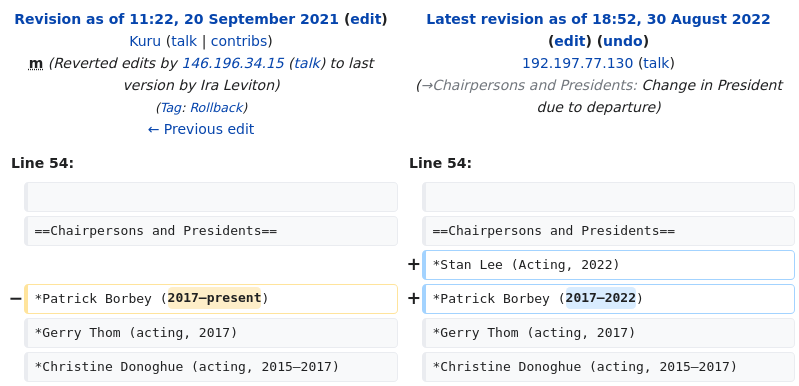 Revision as of 11:22, 20 September 2021 (edit)
Kuru (talk | contribs)
m (Reverted edits by 146.196.34.15 (talk) to last
version by Ira Leviton)
(Tag: Rollback)
← Previous edit
Latest revision as of 18:52, 30 August 2022
(edit) (undo)
192.197.77.130 (talk)
(→Chairpersons and Presidents: Change in President
due to departure)
Line 54:
==Chairpersons and Presidents==
− *Patrick Borbey (2017–present)
*Gerry Thom (acting, 2017)
*Christine Donoghue (acting, 2015–2017)
Line 54:
==Chairpersons and Presidents==
+ *Stan Lee (Acting, 2022)
+ *Patrick Borbey (2017–2022)
*Gerry Thom (acting, 2017)
*Christine Donoghue (acting, 2015–2017)